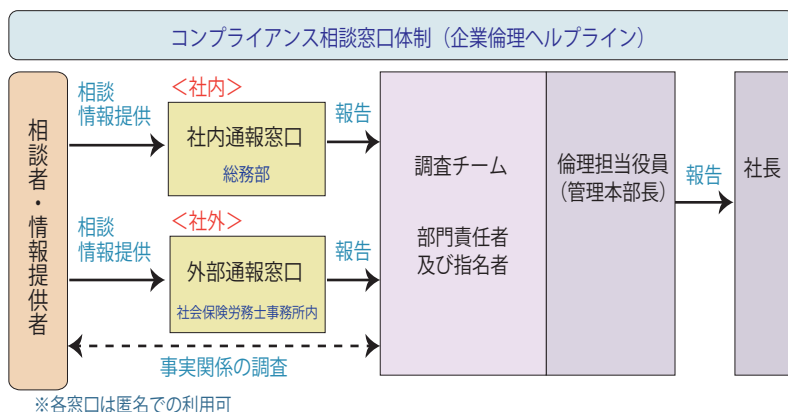 コンプライアンス相談窓口体制（企業倫理ヘルプライン）
相談者・情報提供者
相談
情報提供
＜社内＞
社内通報窓口
総務部
報告
相談
情報提供
＜社外＞
外部通報窓口
社会保険労務士事務所内
報告
事実関係の調査
調査チーム
部門責任者
及び指名者
倫理担当役員
（管理本部長）
報告
社長
※各窓口は匿名での利用可